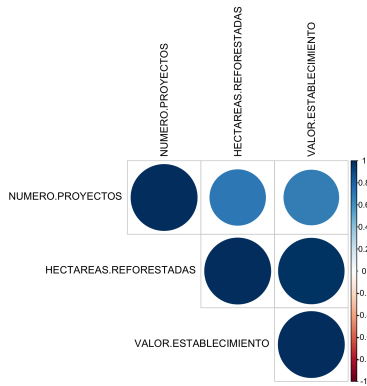 NUMERO.PROYECTOS
HECTAREAS.REFORESTADAS
VALOR.ESTABLECIMIENTO
NUMERO.PROYECTOS
HECTAREAS.REFORESTADAS
VALOR.ESTABLECIMIENTO
1
0.8
0.6
0.4
0.2
0